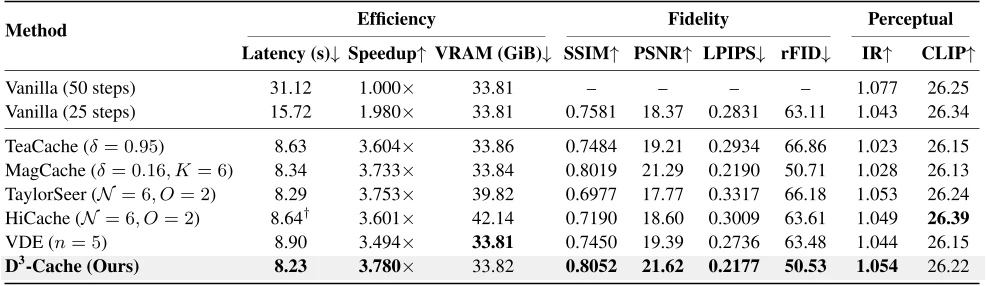 Method Efficiency Fidelity Perceptual
Latency (s)↓ Speedup↑ VRAM (GiB)↓ SSIM↑ PSNR↑ LPIPS↓ rFID↓ IR↑ CLIP↑
Vanilla (50 steps) 31.12 1.000× 33.81 – – – – 1.077 26.25
Vanilla (25 steps) 15.72 1.980× 33.81 0.7581 18.37 0.2831 63.11 1.043 26.34
TeaCache (δ = 0.95) 8.63 3.604× 33.86 0.7484 19.21 0.2934 66.86 1.023 26.15
MagCache (δ = 0.16, K = 6) 8.34 3.733× 33.84 0.8019 21.29 0.2190 50.71 1.028 26.13
TaylorSeer (𝒩 = 6, O = 2) 8.29 3.753× 39.82 0.6977 17.77 0.3317 66.18 1.053 26.24
HiCache (𝒩 = 6, O = 2) 8.64† 3.601× 42.14 0.7190 18.60 0.3009 63.61 1.049 26.39
VDE (n = 5) 8.90 3.494× 33.81 0.7450 19.39 0.2736 63.48 1.044 26.15
D³-Cache (Ours) 8.23 3.780× 33.82 0.8052 21.62 0.2177 50.53 1.054 26.22